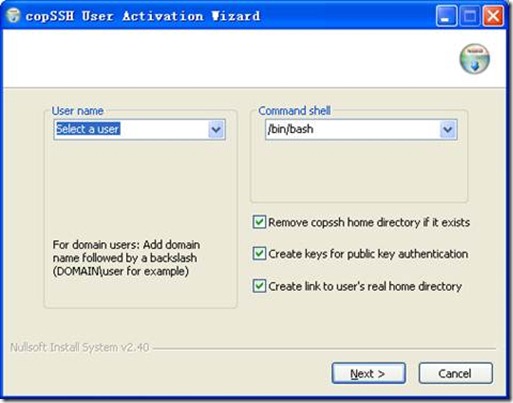 copSSH User Activation Wizard
User name
Select a user
For domain users: Add domain
name followed by a backslash
(DOMAIN\user for example)
Command shell
/bin/bash
Remove copssh home directory if it exists
Create keys for public key authentication
Create link to user's real home directory
Nullsoft Install System v2.40
Next >
Cancel